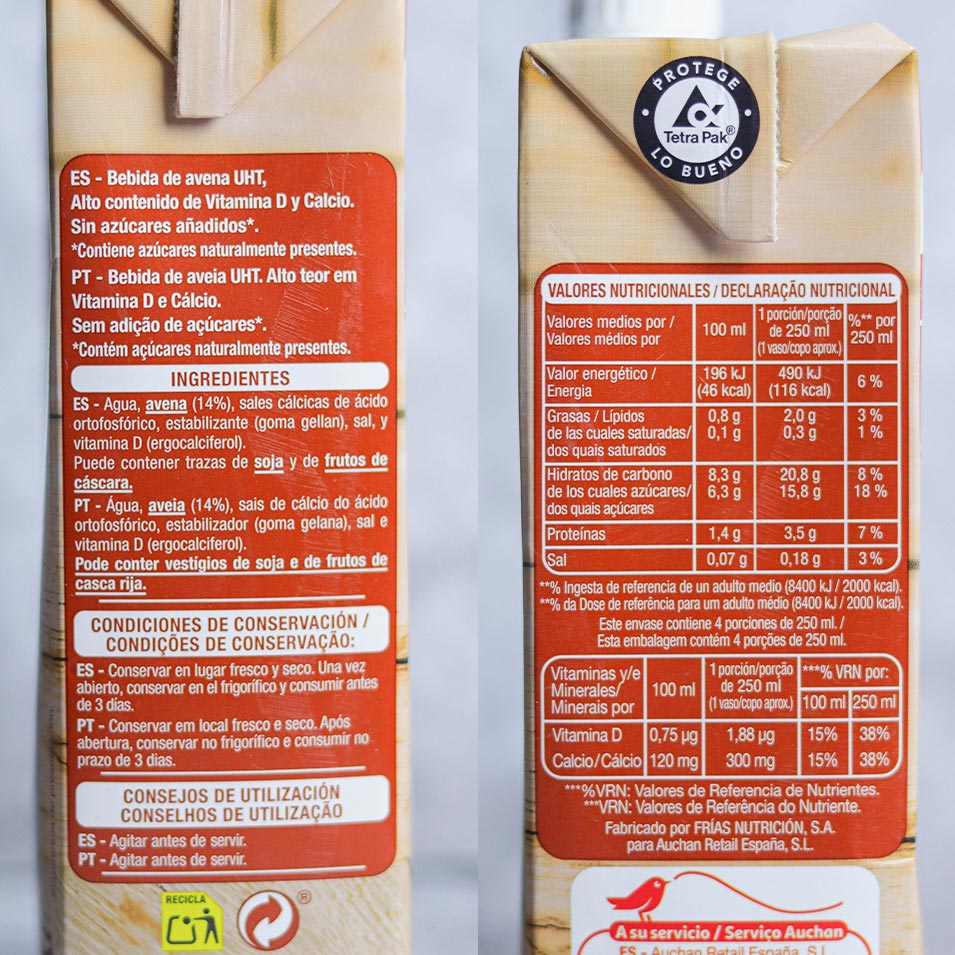 ES - Bebida de avena UHT,
Alto contenido de Vitamina D y Calcio.
Sin azúcares añadidos*.
*Contiene azúcares naturalmente presentes.
PT - Bebida de aveia UHT. Alto teor em
Vitamina D e Cálcio.
Sem adição de açúcares*.
*Contém açúcares naturalmente presentes.
INGREDIENTES
ES - Agua, avena (14%), sales cálcicas de ácido
ortofosfórico, estabilizante (goma gellan), sal, y
vitamina D (ergocalciferol).
Puede contener trazas de soja y de frutos de
cáscara.
PT - Água, aveia (14%), sais de cálcio do ácido
ortofosfórico, estabilizador (goma gelana), sal e
vitamina D (ergocalciferol).
Pode conter vestígios de soja e de frutos de
casca rija.
CONDICIONES DE CONSERVACIÓN /
CONDIÇÕES DE CONSERVAÇÃO:
ES - Conservar en lugar fresco y seco. Una vez
abierto, conservar en el frigorífico y consumir antes
de 3 días.
PT - Conservar em local fresco e seco. Após
abertura, conservar no frigorífico e consumir no
prazo de 3 dias.
CONSEJOS DE UTILIZACIÓN
CONSELHOS DE UTILIZAÇÃO
ES - Agitar antes de servir.
PT - Agitar antes de servir.
RECICLA
®
PROTEGE
Tetra Pak®
LO BUENO
VALORES NUTRICIONALES / DECLARAÇÃO NUTRICIONAL
Valores medios por / Valores médios por 100 ml 1 porción/porção de 250 ml (1 vaso/copo aprox.) %** por 250 ml
Valor energético / Energia 196 kJ (46 kcal) 490 kJ (116 kcal) 6 %
Grasas / Lípidos 0,8 g 2,0 g 3 %
de las cuales saturadas/ dos quais saturados 0,1 g 0,3 g 1 %
Hidratos de carbono 8,3 g 20,8 g 8 %
de los cuales azúcares/ dos quais açúcares 6,3 g 15,8 g 18 %
Proteínas 1,4 g 3,5 g 7 %
Sal 0,07 g 0,18 g 3 %
**% Ingesta de referencia de un adulto medio (8400 kJ / 2000 kcal).
**% da Dose de referência para um adulto médio (8400 kJ / 2000 kcal).
Este envase contiene 4 porciones de 250 ml. /
Esta embalagem contém 4 porções de 250 ml.
Vitaminas y/e Minerales/ Minerais por 100 ml 1 porción/porção de 250 ml (1 vaso/copo aprox.) ***% VRN por: 100 ml 250 ml
Vitamina D 0,75 µg 1,88 µg 15% 38%
Calcio/Cálcio 120 mg 300 mg 15% 38%
***%VRN: Valores de Referencia de Nutrientes.
***VRN: Valores de Referência do Nutriente.
Fabricado por FRÍAS NUTRICIÓN, S.A.
para Auchan Retail España, S.L.
A su servicio / Serviço Auchan
ES - Auchan Retail España, S.L.